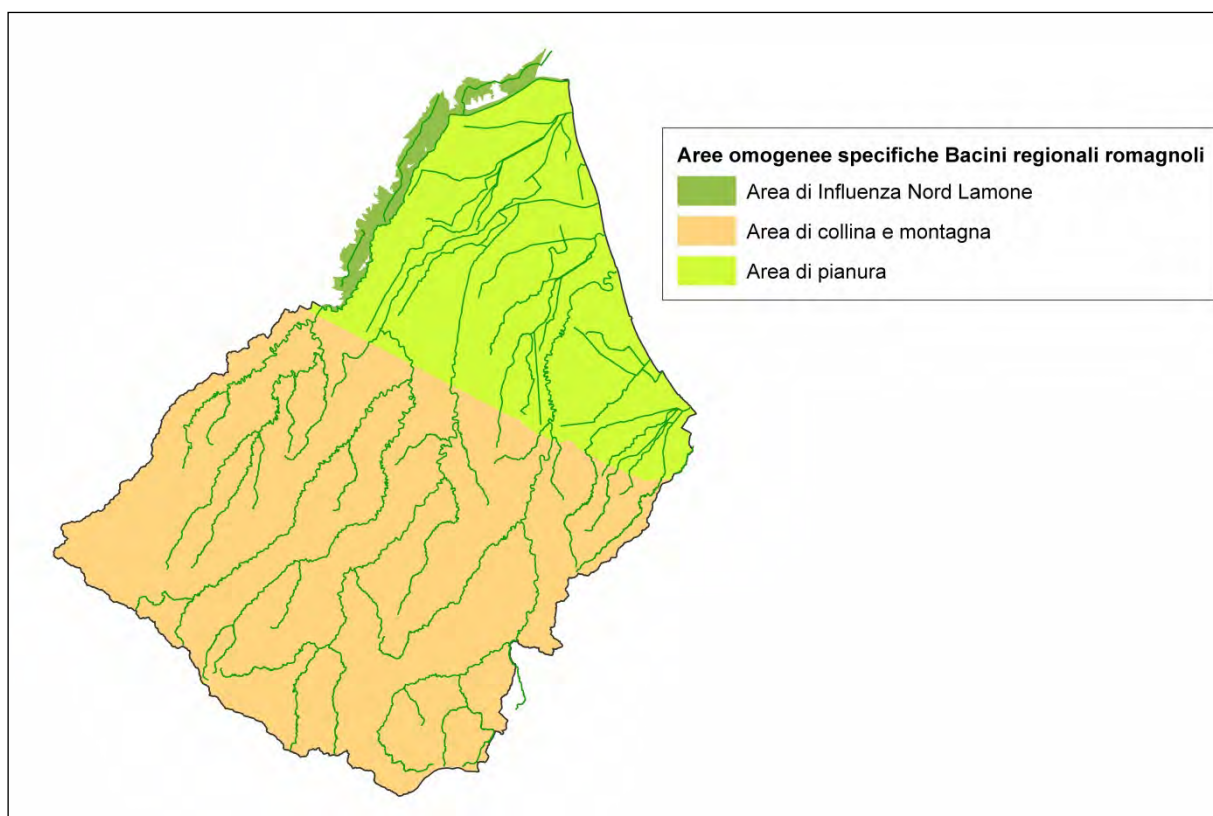 Aree omogenee specifiche Bacini regionali romagnoli
Area di Influenza Nord Lamone
Area di collina e montagna
Area di pianura